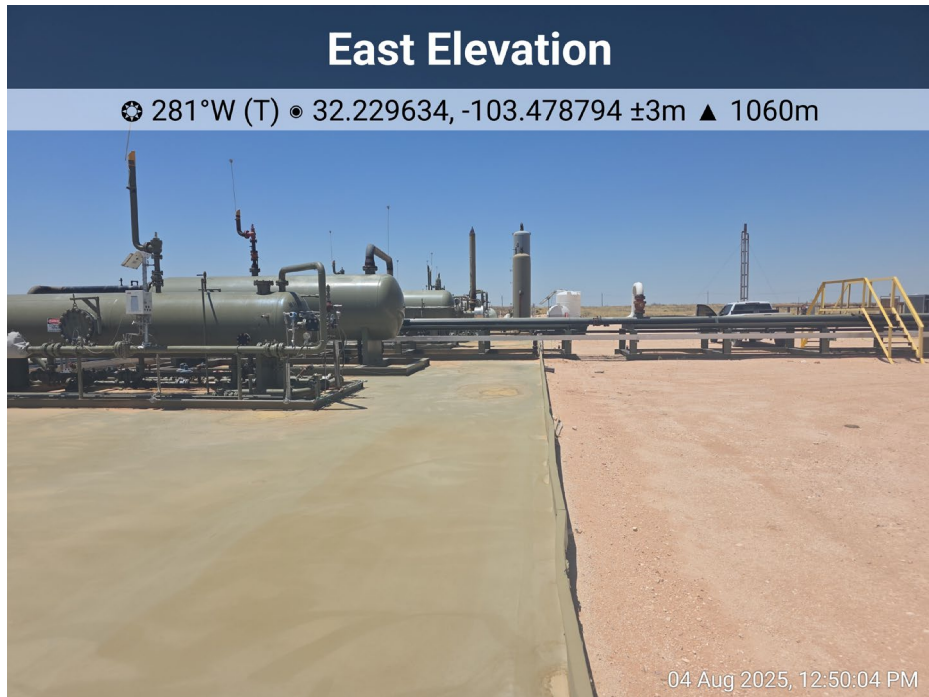 East Elevation
281°W (T) ◉ 32.229634, -103.478794 ±3m ▲ 1060m
04 Aug 2025, 12:50:04 PM